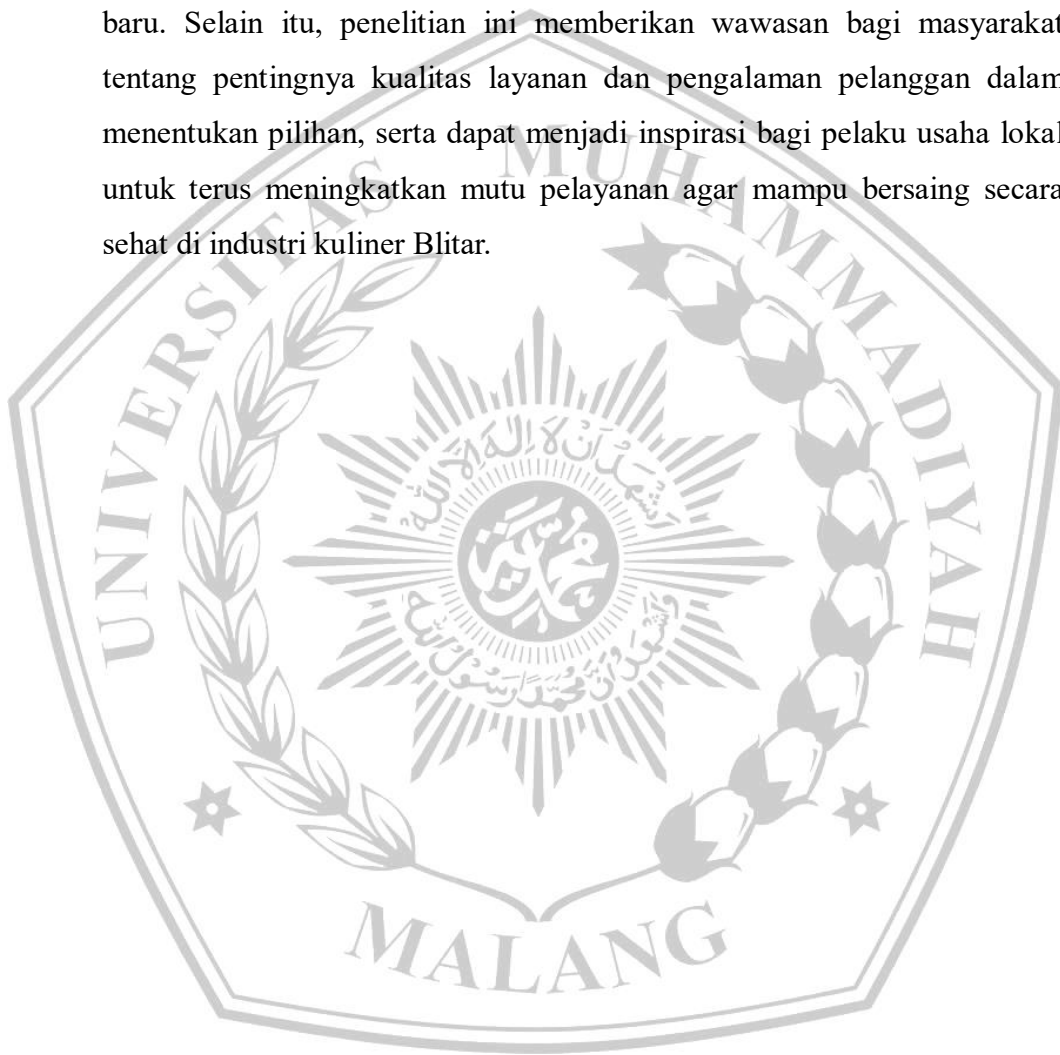 baru. Selain itu, penelitian ini memberikan wawasan bagi masyarakat
tentang pentingnya kualitas layanan dan pengalaman pelanggan dalam
menentukan pilihan, serta dapat menjadi inspirasi bagi pelaku usaha lokal
untuk terus meningkatkan mutu pelayanan agar mampu bersaing secara
sehat di industri kuliner Blitar.
UNIVERSITAS MUHAMMADIYAH
MALANG